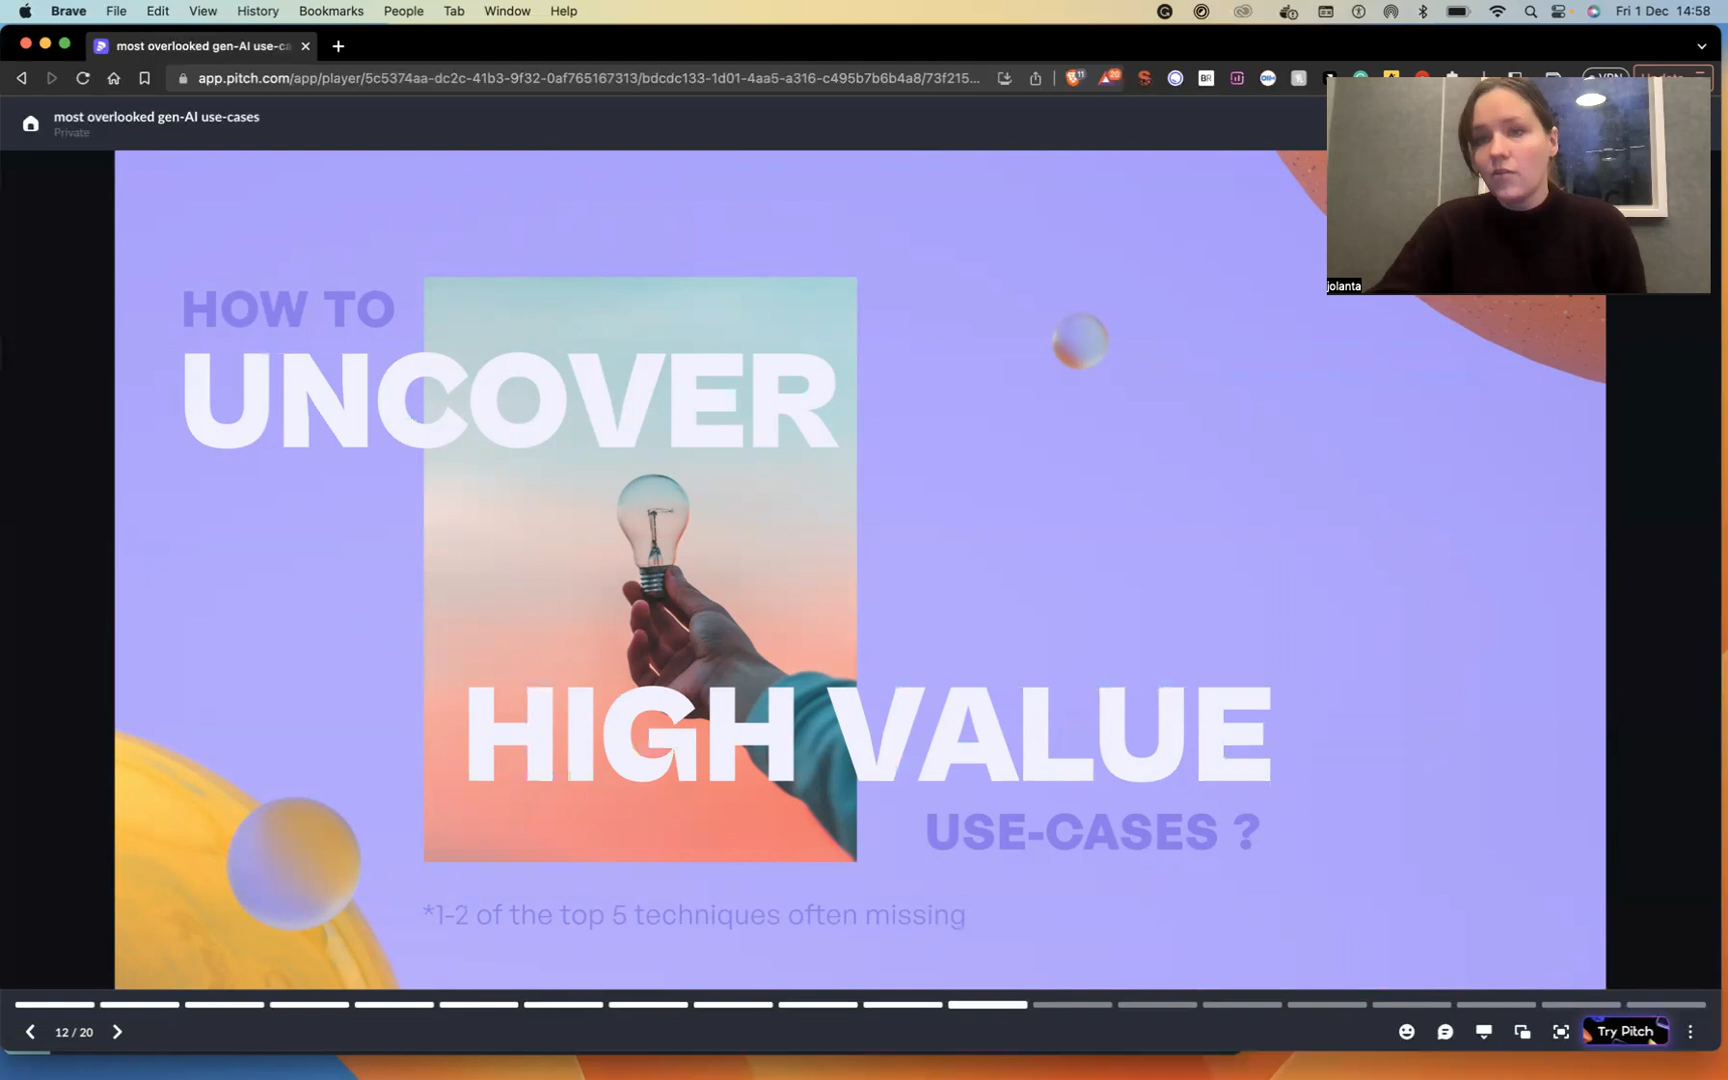 Brave File Edit View History Bookmarks People Tab Window Help Fri 1 Dec 14:58
most overlooked gen-AI use-ca
app.pitch.com/app/player/5c5374aa-dc2c-41b3-9f32-0af765167313/bdcdc133-1d01-4aa5-a316-c495b7b6b4a8/73f215...
most overlooked gen-AI use-cases
Private
jolanta
HOW TO
UNCOVER
HIGH VALUE
USE-CASES ?
*1-2 of the top 5 techniques often missing
12 / 20
Try Pitch